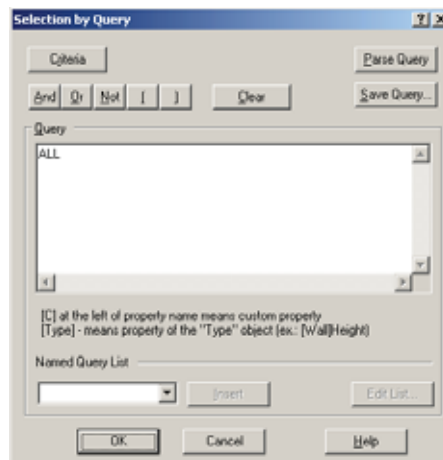 Selection by Query
Criteria
Parse Query
And Or Not ( ) Clear
Save Query...
Query
ALL
[C] at the left of property name means custom property
[Type] - means property of the "Type" object (ex.: [Wall]Height)
Named Query List
Insert
Edit List...
OK Cancel Help